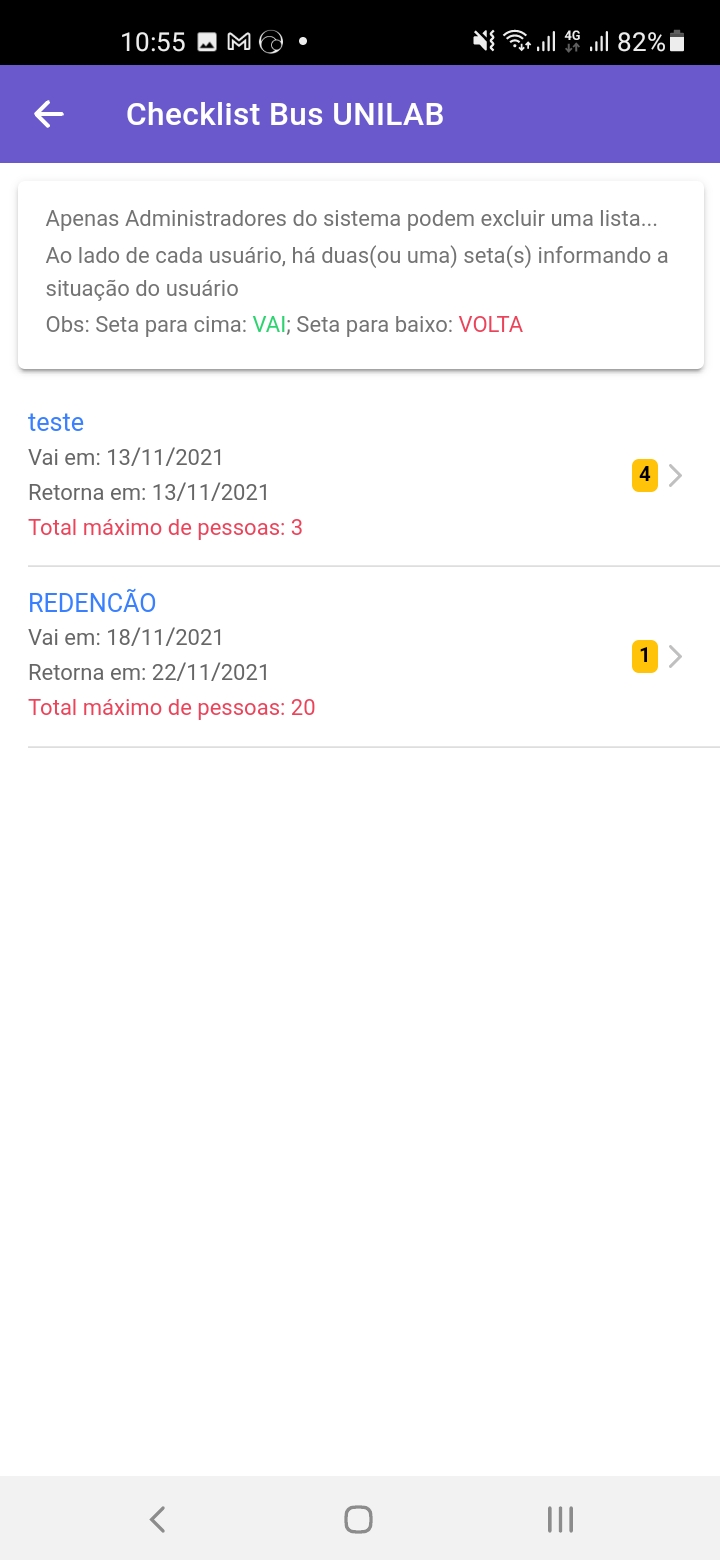 10:55 4G 82%
Checklist Bus UNILAB
Apenas Administradores do sistema podem excluir uma lista...
Ao lado de cada usuário, há duas(ou uma) seta(s) informando a
situação do usuário
Obs: Seta para cima: VAI; Seta para baixo: VOLTA
teste
Vai em: 13/11/2021
Retorna em: 13/11/2021
Total máximo de pessoas: 3
4
REDENCÃO
Vai em: 18/11/2021
Retorna em: 22/11/2021
Total máximo de pessoas: 20
1